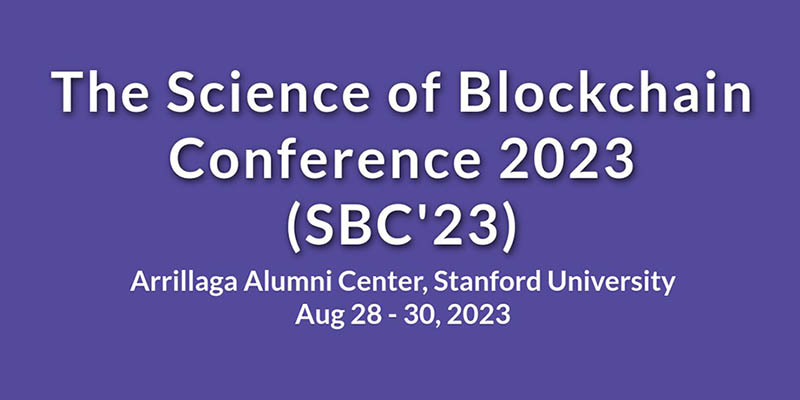 The Science of Blockchain
Conference 2023
(SBC'23)
Arrillaga Alumni Center, Stanford University
Aug 28 - 30, 2023